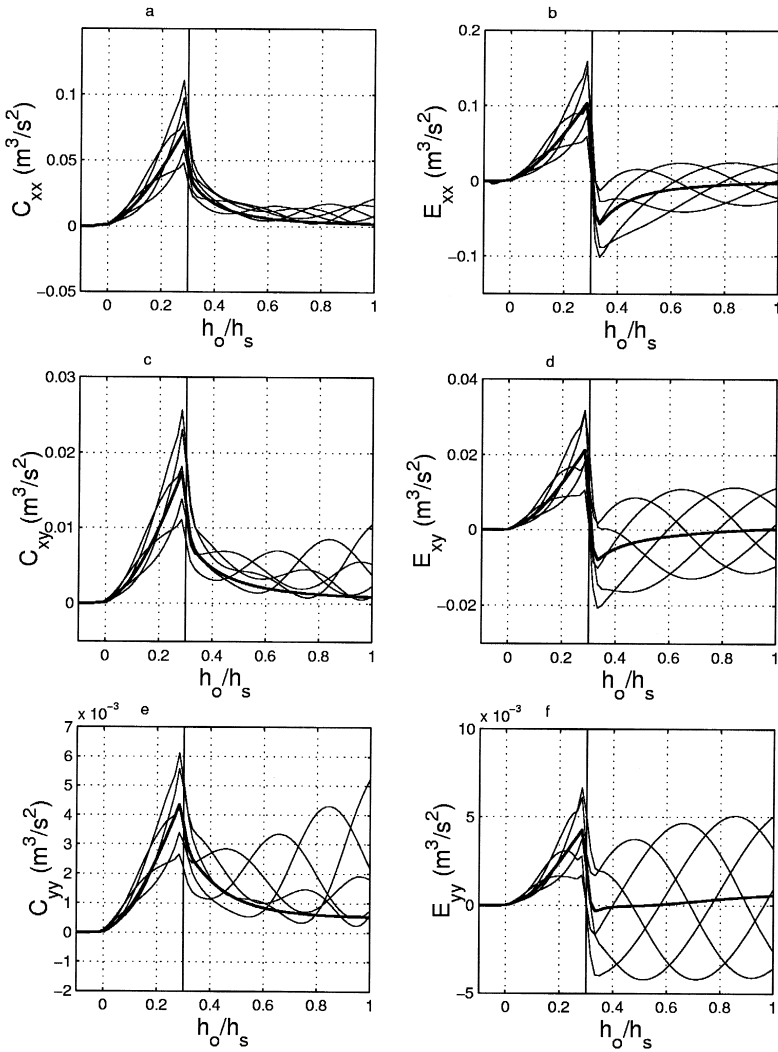 a
C_xx (m^3/s^2)
0.1
0.05
0
−0.05
0 0.2 0.4 0.6 0.8 1
h_o/h_s
b
E_xx (m^3/s^2)
0.2
0.1
0
−0.1
0 0.2 0.4 0.6 0.8 1
h_o/h_s
c
C_xy (m^3/s^2)
0.03
0.02
0.01
0
0 0.2 0.4 0.6 0.8 1
h_o/h_s
d
E_xy (m^3/s^2)
0.04
0.02
0
−0.02
0 0.2 0.4 0.6 0.8 1
h_o/h_s
x 10^−3 e
C_yy (m^3/s^2)
7
6
5
4
3
2
1
0
−1
−2
0 0.2 0.4 0.6 0.8 1
h_o/h_s
x 10^−3 f
E_yy (m^3/s^2)
10
5
0
−5
0 0.2 0.4 0.6 0.8 1
h_o/h_s